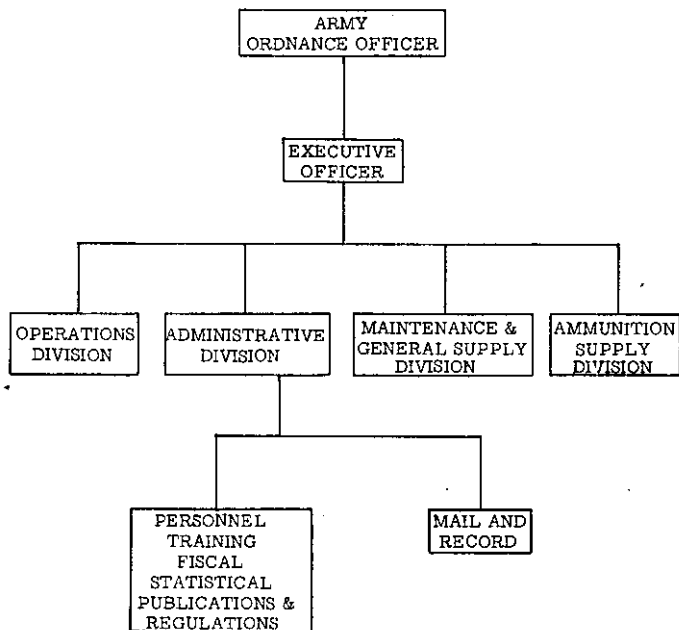 ARMY
ORDNANCE OFFICER
EXECUTIVE
OFFICER
OPERATIONS
DIVISION
ADMINISTRATIVE
DIVISION
MAINTENANCE &
GENERAL SUPPLY
DIVISION
AMMUNITION
SUPPLY
DIVISION
PERSONNEL
TRAINING
FISCAL
STATISTICAL
PUBLICATIONS &
REGULATIONS
MAIL AND
RECORD